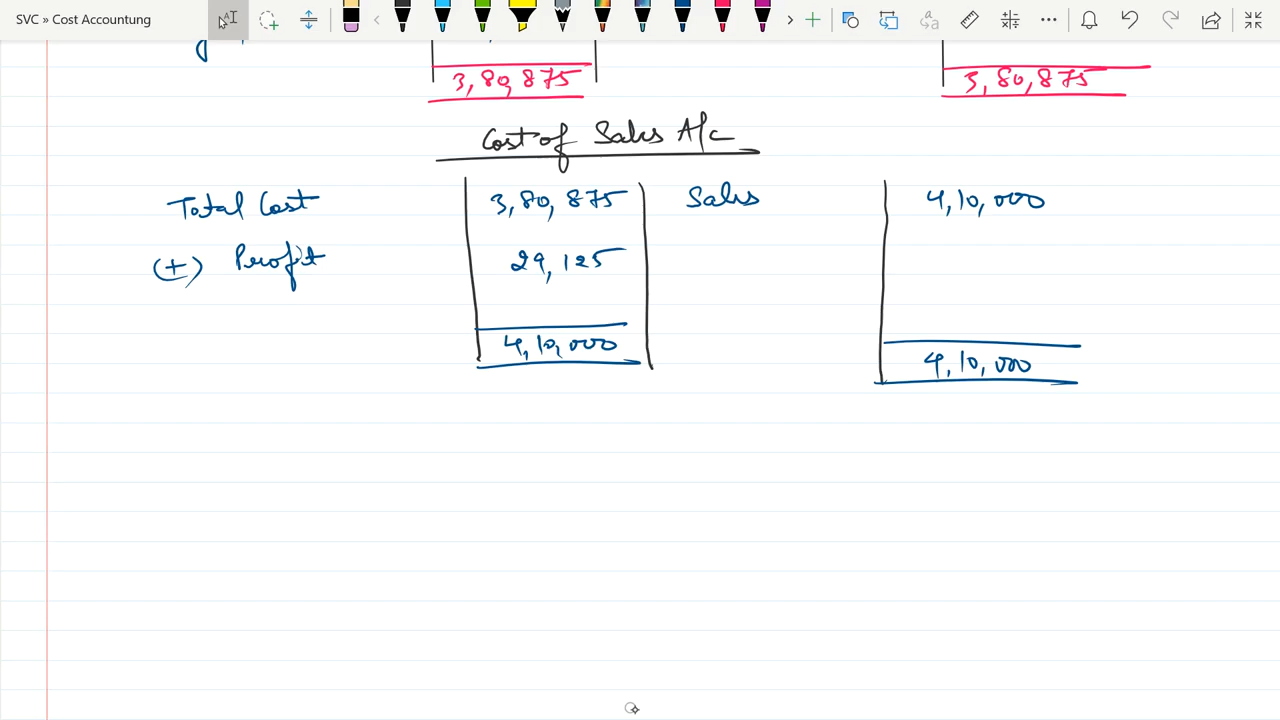 SVC » Cost Accountung
3,80,875 3,80,875
Cost of Sales A/c
Total Cost 3,80,875 Sales 4,10,000
(+) Profit 29,125
4,10,000 4,10,000